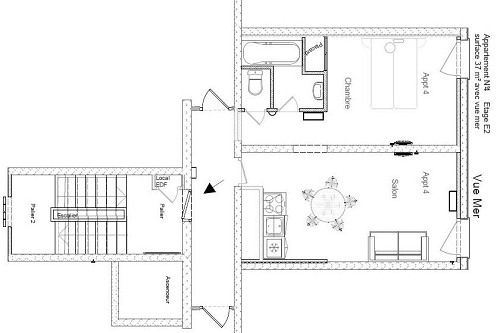 Appartement N°4 Etage E2
surface 37 m² avec vue mer
Vue Mer
Appt 4
Chambre
Placard
Appt 4
Salon
Local
EDF
Palier
Escalier
Palier 2
Ascenseur